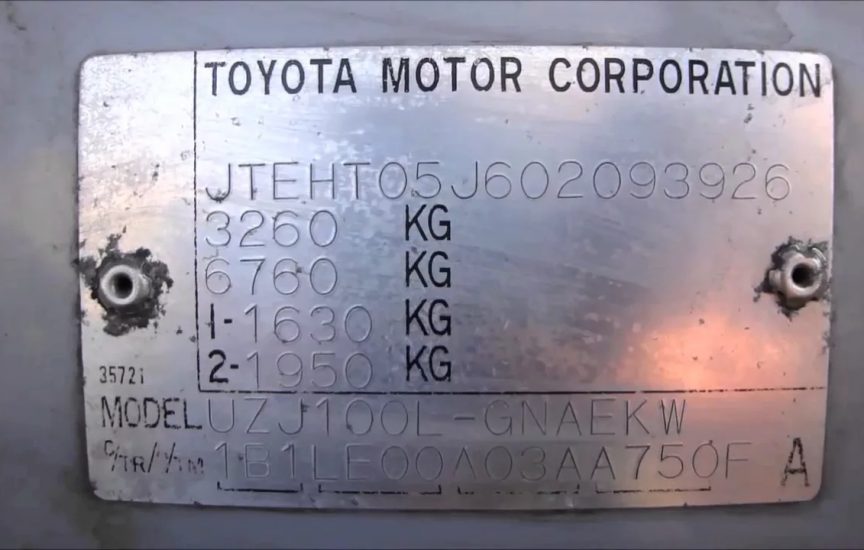 TOYOTA MOTOR CORPORATION
JTEHT05J602093926
3260 KG
6760 KG
1-1630 KG
2-1950 KG
35721
MODEL UZJ100L-GNAEKW
C/TR/A/TM 1B1LE00A03AA750F A